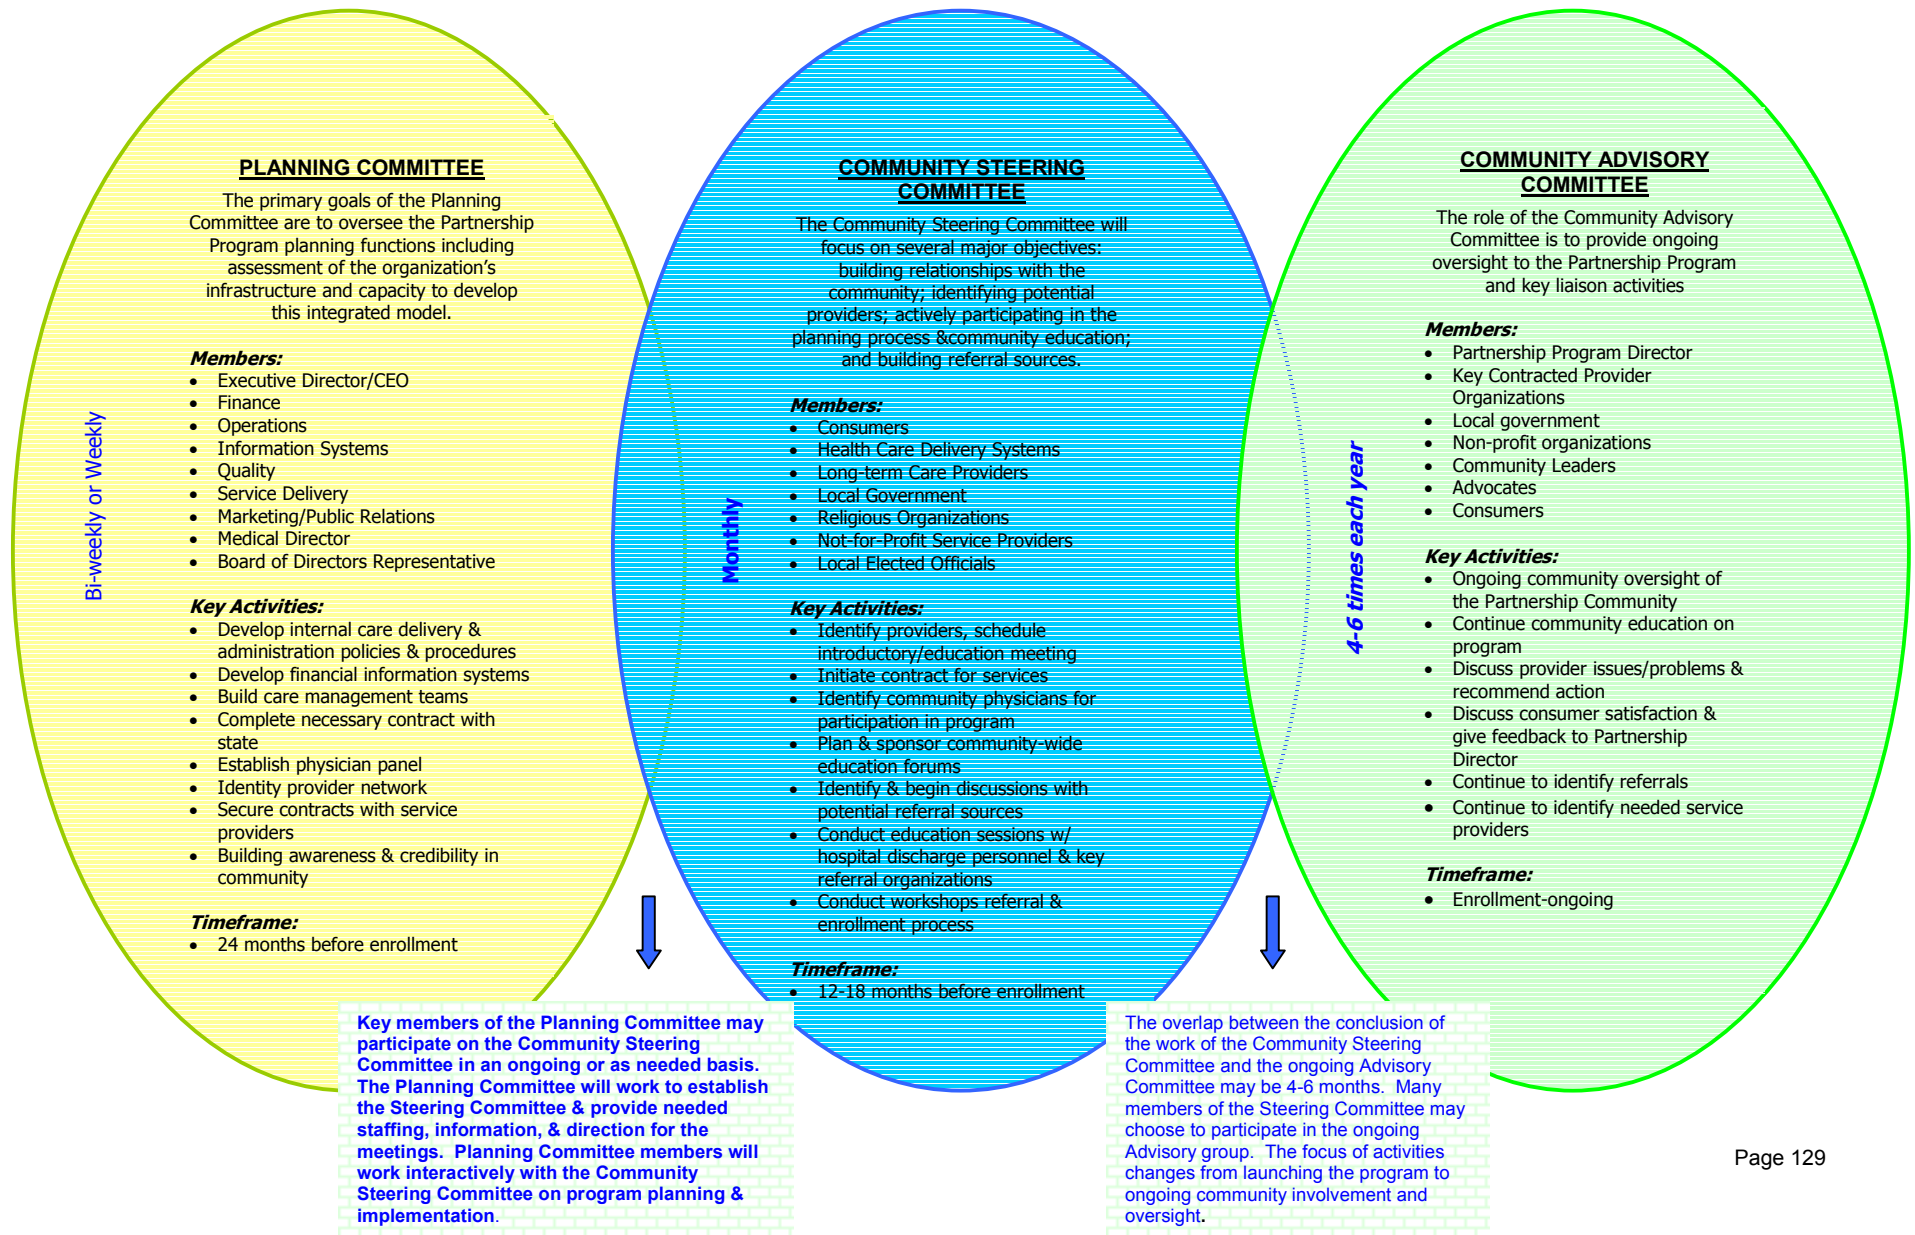 PLANNING COMMITTEE
The primary goals of the Planning
Committee are to oversee the Partnership
Program planning functions including
assessment of the organization's
infrastructure and capacity to develop
this integrated model.
Members:
• Executive Director/CEO
• Finance
• Operations
• Information Systems
• Quality
• Service Delivery
• Marketing/Public Relations
• Medical Director
• Board of Directors Representative
Key Activities:
• Develop internal care delivery &
administration policies & procedures
• Develop financial information systems
• Build care management teams
• Complete necessary contract with
state
• Establish physician panel
• Identity provider network
• Secure contracts with service
providers
• Building awareness & credibility in
community
Timeframe:
• 24 months before enrollment
Bi-weekly or Weekly
COMMUNITY STEERING
COMMITTEE
The Community Steering Committee will
focus on several major objectives:
building relationships with the
community; identifying potential
providers; actively participating in the
planning process &community education;
and building referral sources.
Members:
• Consumers
• Health Care Delivery Systems
• Long-term Care Providers
• Local Government
• Religious Organizations
• Not-for-Profit Service Providers
• Local Elected Officials
Key Activities:
• Identify providers, schedule
introductory/education meeting
• Initiate contract for services
• Identify community physicians for
participation in program
• Plan & sponsor community-wide
education forums
• Identify & begin discussions with
potential referral sources
• Conduct education sessions w/
hospital discharge personnel & key
referral organizations
• Conduct workshops referral &
enrollment process
Timeframe:
• 12-18 months before enrollment
Monthly
COMMUNITY ADVISORY
COMMITTEE
The role of the Community Advisory
Committee is to provide ongoing
oversight to the Partnership Program
and key liaison activities
Members:
• Partnership Program Director
• Key Contracted Provider
Organizations
• Local government
• Non-profit organizations
• Community Leaders
• Advocates
• Consumers
Key Activities:
• Ongoing community oversight of
the Partnership Community
• Continue community education on
program
• Discuss provider issues/problems &
recommend action
• Discuss consumer satisfaction &
give feedback to Partnership
Director
• Continue to identify referrals
• Continue to identify needed service
providers
Timeframe:
• Enrollment-ongoing
4-6 times each year
Key members of the Planning Committee may
participate on the Community Steering
Committee in an ongoing or as needed basis.
The Planning Committee will work to establish
the Steering Committee & provide needed
staffing, information, & direction for the
meetings.  Planning Committee members will
work interactively with the Community
Steering Committee on program planning &
implementation.
The overlap between the conclusion of
the work of the Community Steering
Committee and the ongoing Advisory
Committee may be 4-6 months.  Many
members of the Steering Committee may
choose to participate in the ongoing
Advisory group.  The focus of activities
changes from launching the program to
ongoing community involvement and
oversight.
Page 129